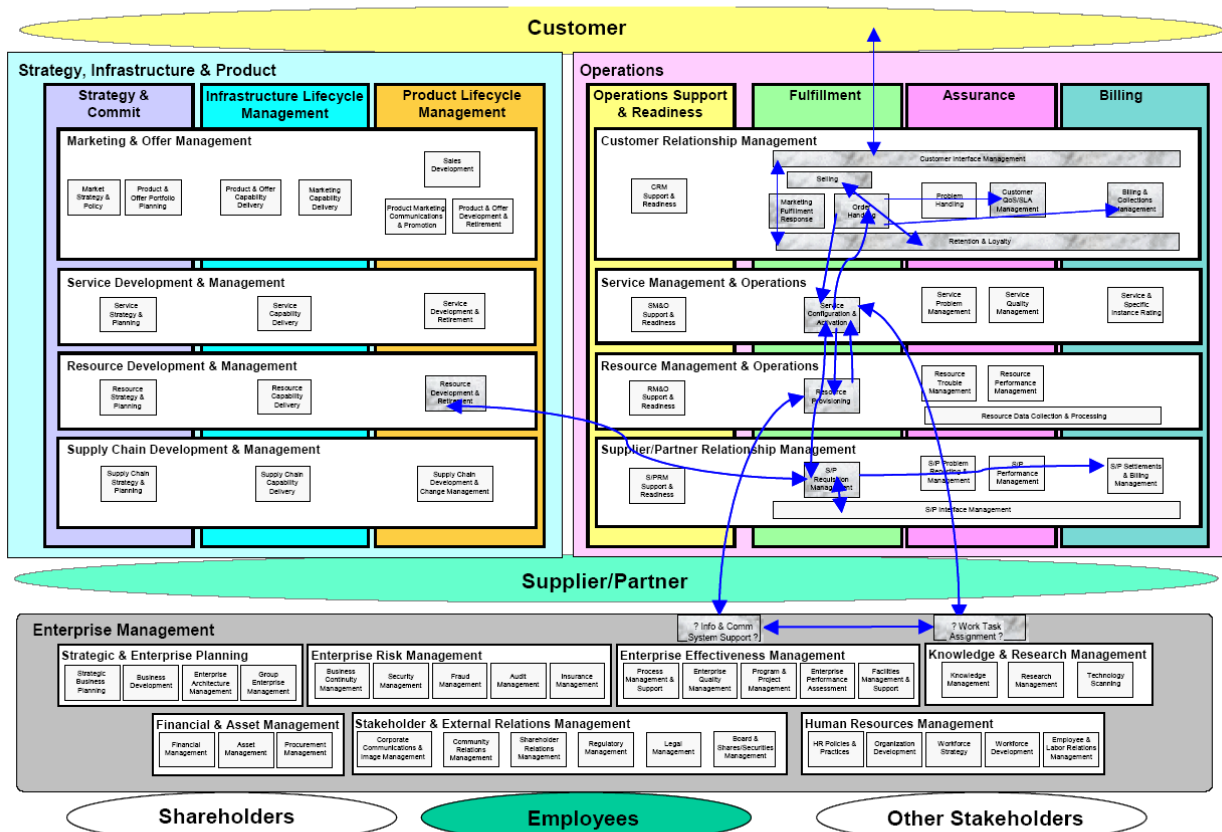 Customer
Strategy, Infrastructure & Product
Operations
Strategy &
Commit
Infrastructure Lifecycle
Management
Product Lifecycle
Management
Operations Support
& Readiness
Fulfillment
Assurance
Billing
Marketing & Offer Management
Sales
Development
Market
Strategy &
Policy
Product &
Offer Portfolio
Planning
Product & Offer
Capability
Delivery
Marketing
Capability
Delivery
Product Marketing
Communications
& Promotion
Product & Offer
Development &
Retirement
Customer Relationship Management
Customer Interface Management
Selling
CRM
Support &
Readiness
Marketing
Fulfilment
Response
Order
Handling
Problem
Handling
Customer
QoS/SLA
Management
Billing &
Collections
Management
Retention & Loyalty
Service Development & Management
Service
Strategy &
Planning
Service
Capability
Delivery
Service
Development &
Retirement
Service Management & Operations
SM&O
Support &
Readiness
Service
Configuration &
Activation
Service
Problem
Management
Service
Quality
Management
Service &
Specific
Instance Rating
Resource Development & Management
Resource
Strategy &
Planning
Resource
Capability
Delivery
Resource
Development &
Retirement
Resource Management & Operations
RM&O
Support &
Readiness
Resource
Provisioning
Resource
Trouble
Management
Resource
Performance
Management
Resource Data Collection & Processing
Supply Chain Development & Management
Supply Chain
Strategy &
Planning
Supply Chain
Capability
Delivery
Supply Chain
Development &
Change Management
Supplier/Partner Relationship Management
S/PRM
Support &
Readiness
S/P
Requisition
Management
S/P Problem
Reporting &
Management
S/P
Performance
Management
S/P Settlements
& Billing
Management
S/P Interface Management
Supplier/Partner
Enterprise Management
? Info & Comm
System Support ?
? Work Task
Assignment ?
Strategic & Enterprise Planning
Strategic
Business
Planning
Business
Development
Enterprise
Architecture
Management
Group
Enterprise
Management
Enterprise Risk Management
Business
Continuity
Management
Security
Management
Fraud
Management
Audit
Management
Insurance
Management
Enterprise Effectiveness Management
Process
Management
& Support
Enterprise
Quality
Management
Program &
Project
Management
Enterprise
Performance
Assessment
Facilities
Management
& Support
Knowledge & Research Management
Knowledge
Management
Research
Management
Technology
Scanning
Financial & Asset Management
Financial
Management
Asset
Management
Procurement
Management
Stakeholder & External Relations Management
Corporate
Communications &
Image Management
Community
Relations
Management
Shareholder
Relations
Management
Regulatory
Management
Legal
Management
Board &
Shares/Securities
Management
Human Resources Management
HR Policies &
Practices
Organization
Development
Workforce
Strategy
Workforce
Development
Employee &
Labor Relations
Management
Shareholders
Employees
Other Stakeholders